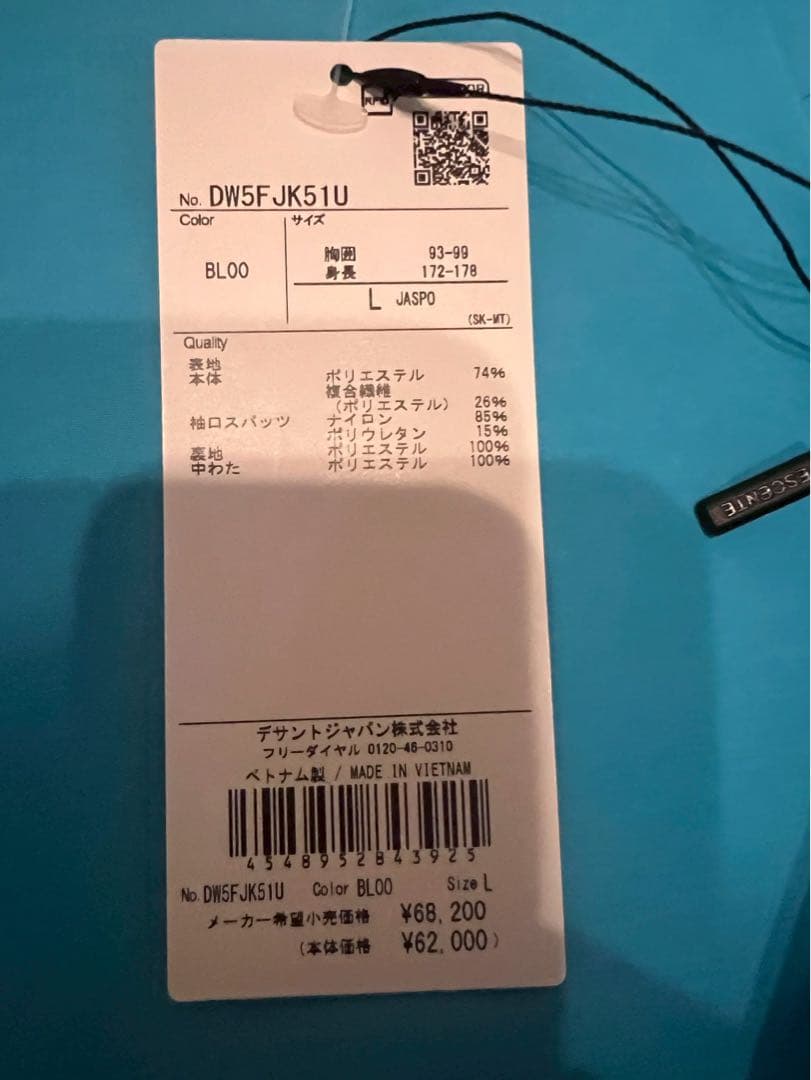 RFID
No. DW5FJK51U
Color
サイズ
BL00
胸囲 93-99
身長 172-178
L JASPO
(SK-MT)
Quality
表地
本体 ポリエステル 74%
複合繊維
(ポリエステル) 26%
袖口スパッツ ナイロン 85%
ポリウレタン 15%
裏地 ポリエステル 100%
中わた ポリエステル 100%
デサントジャパン株式会社
フリーダイヤル 0120-46-0310
ベトナム製 / MADE IN VIETNAM
4548952843925
No. DW5FJK51U Color BL00 Size L
メーカー希望小売価格 ¥68,200
(本体価格 ¥62,000)
ESCENTE